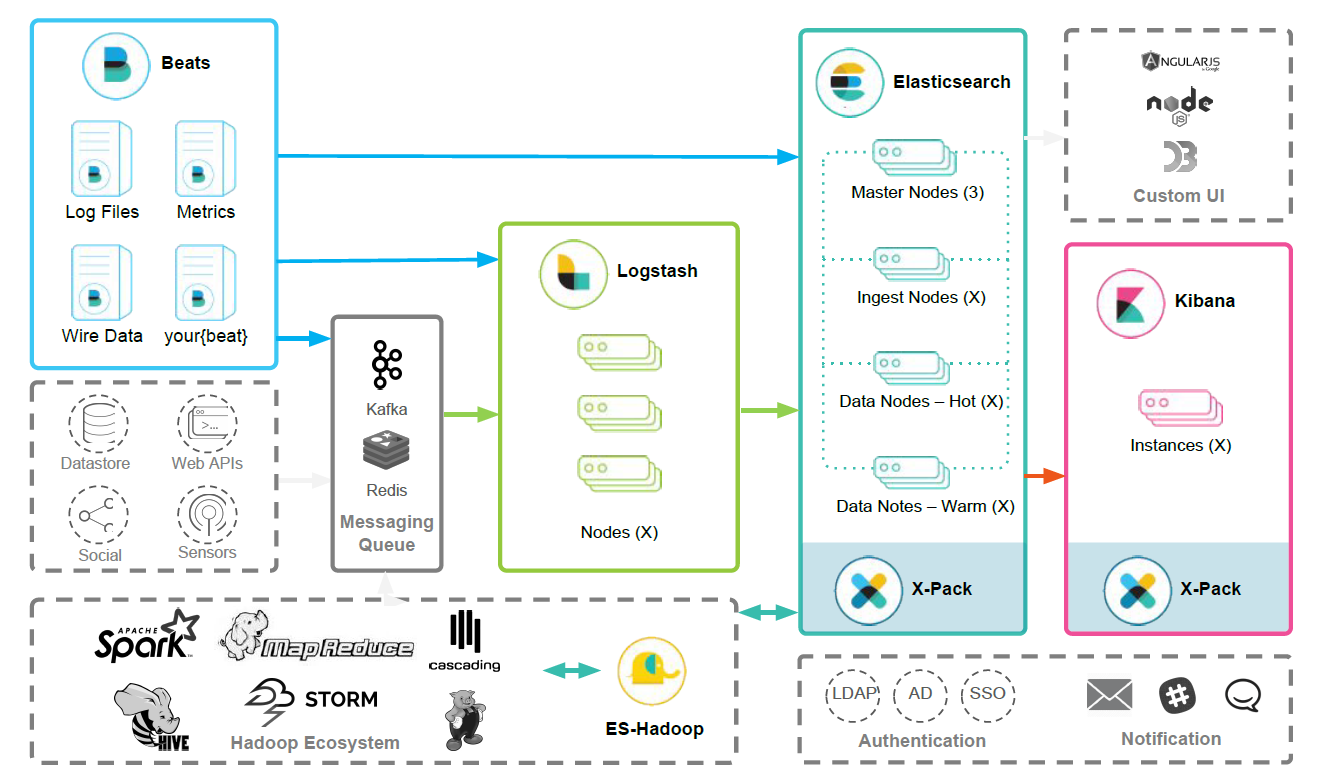 Beats
Log Files
Metrics
Wire Data
your{beat}
Datastore
Web APIs
>_...
Social
Sensors
Kafka
Redis
Messaging
Queue
Logstash
Nodes (X)
Elasticsearch
Master Nodes (3)
Ingest Nodes (X)
Data Nodes – Hot (X)
Data Notes – Warm (X)
X-Pack
ANGULARJS
by Google
node
JS
D3
Custom UI
Kibana
Instances (X)
X-Pack
APACHE
Spark™
MapReduce
cascading
HIVE
STORM
Hadoop Ecosystem
ES-Hadoop
LDAP
AD
SSO
Authentication
Notification